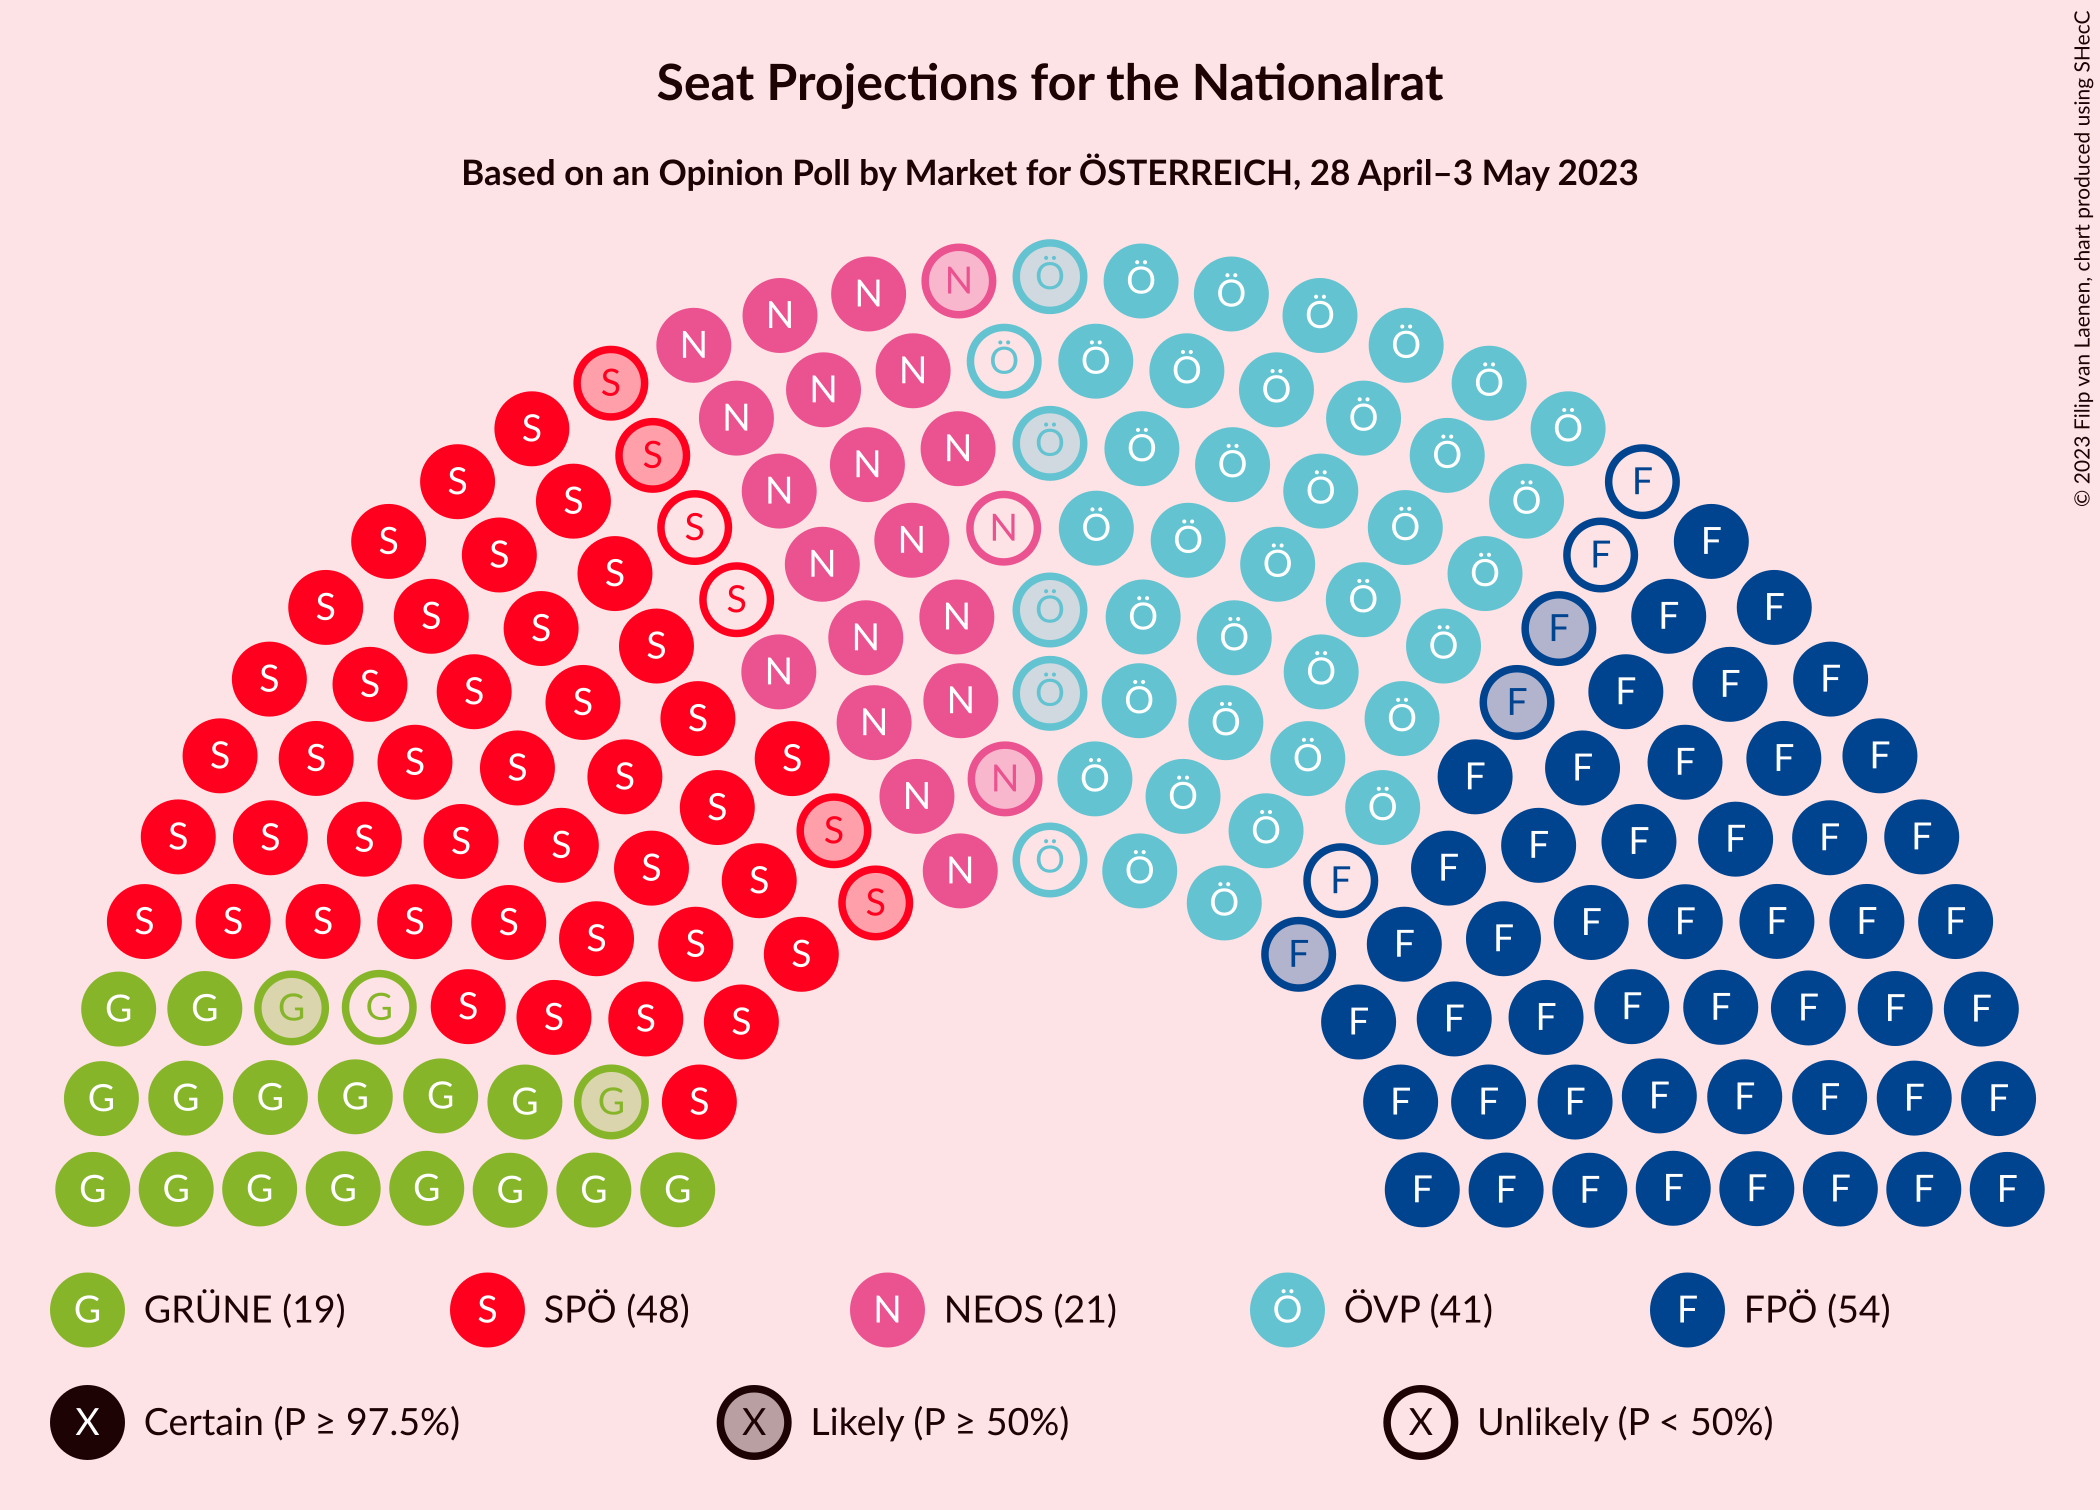 Seat Projections for the Nationalrat
Based on an Opinion Poll by Market for ÖSTERREICH, 28 April–3 May 2023
© 2023 Filip van Laenen, chart produced using SHecC
N Ö Ö Ö
N N Ö Ö
N N Ö Ö
N N Ö Ö Ö Ö
S S Ö Ö
S N N Ö Ö F
S S N N N Ö Ö Ö
S S N N Ö Ö F
S S S N N N Ö Ö Ö Ö F F
S S S N Ö Ö F F
S S S S N N Ö Ö Ö Ö F F F
S S S S N N Ö Ö Ö F F F F
S S S S S S N N Ö Ö Ö Ö F F F F F
S S S S S S S S N Ö Ö Ö F F F F F F
S S S S S S S S N Ö Ö Ö F F F F F F F F
S S S S S S S S F F F F F F F F
G G G G S S S S F F F F F F F F
G G G G G G G S F F F F F F F F
G G G G G G G G F F F F F F F F
G GRÜNE (19) S SPÖ (48) N NEOS (21) Ö ÖVP (41) F FPÖ (54)
X Certain (P ≥ 97.5%) X Likely (P ≥ 50%) X Unlikely (P < 50%)